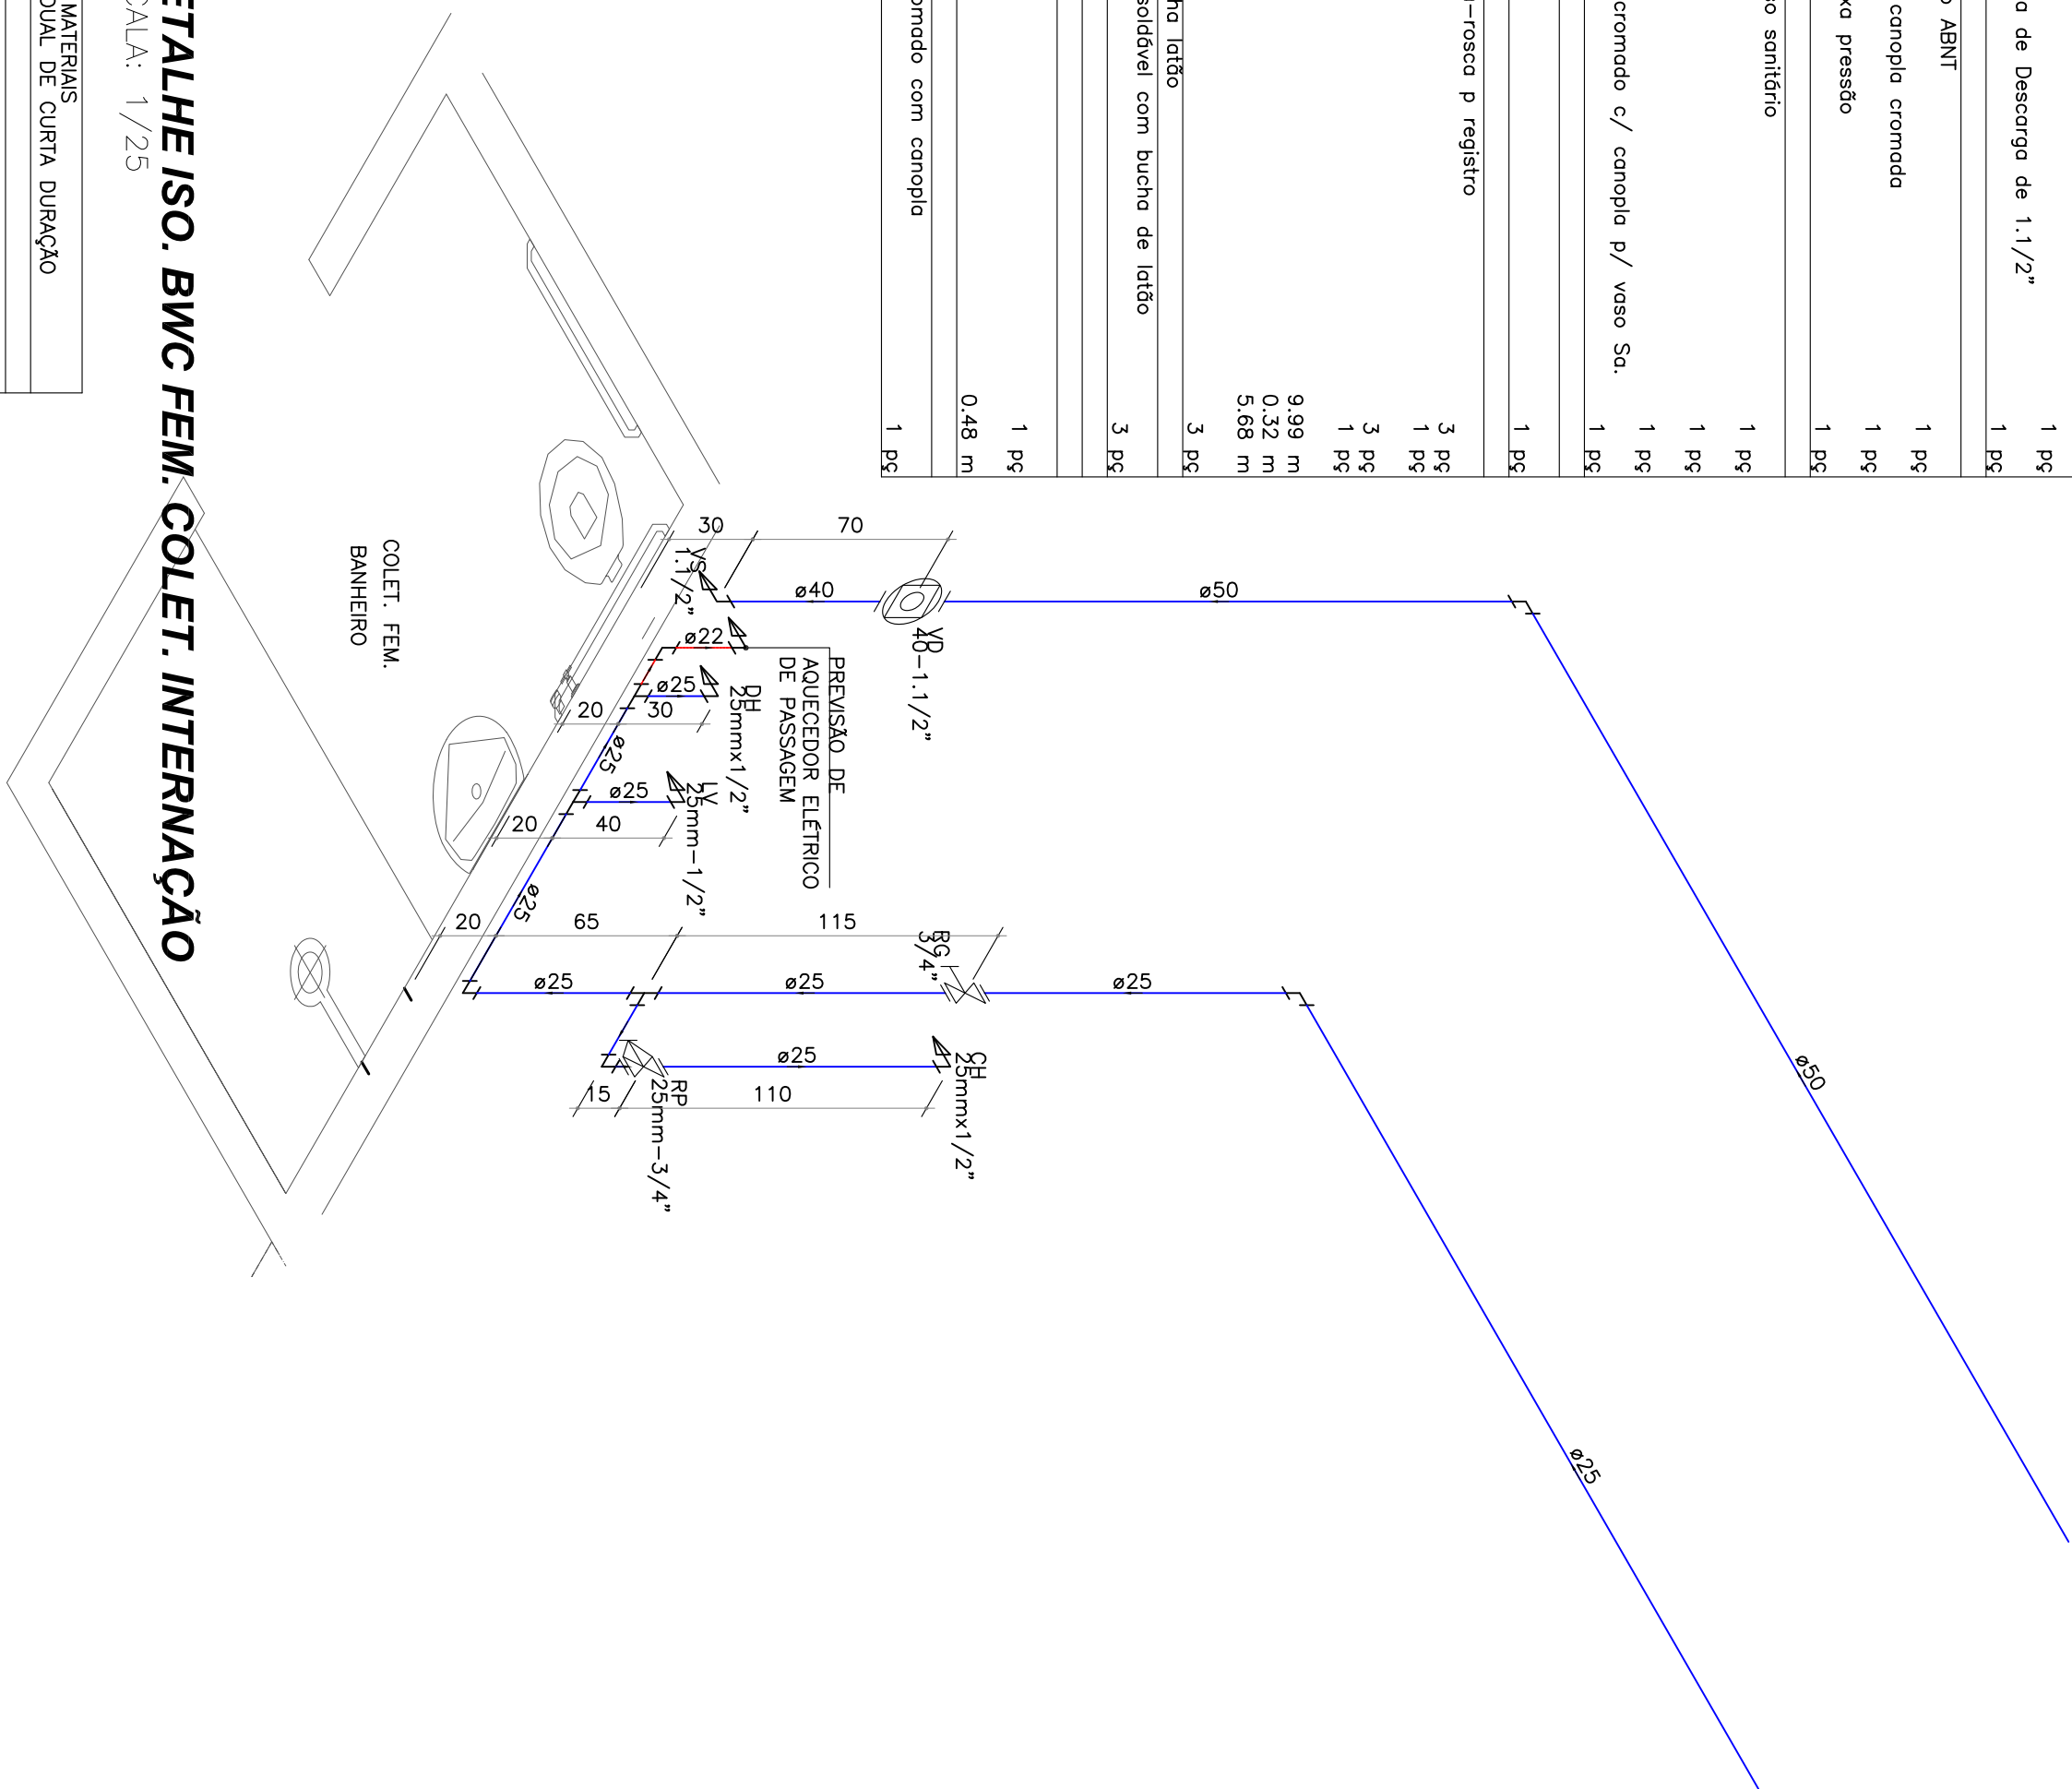 a de Descarga de 1.1/2"
1 pç
1 pç
o ABNT
1 pç
canopla cromada
1 pç
xa pressão
1 pç
so sanitário
1 pç
1 pç
1 pç
cromado c/ canopla p/ vaso Sa.
1 pç
1 pç
-rosca p registro
3 pç
1 pç
3 pç
1 pç
9.99 m
0.32 m
5.68 m
3 pç
ha latão
soldável com bucha de latão
3 pç
1 pç
0.48 m
omado com canopla
1 pç
ø50
ø50
VD
40-1.1/2"
ø40
70
30
VS
1.1/2"
ø22
PREVISÃO DE
AQUECEDOR ELÉTRICO
DE PASSAGEM
DH
25mmx1/2"
ø25
20
30
ø25
LV
25mm-1/2"
ø25
20
40
ø25
20
65
115
RG
3/4"
ø25
ø25
ø25
ø25
CH
25mmx1/2"
ø25
RP
25mm-3/4"
15
110
COLET. FEM.
BANHEIRO
ETALHE ISO. BWC FEM. COLET. INTERNAÇÃO
CALA: 1/25
MATERIAIS
DUAL DE CURTA DURAÇÃO